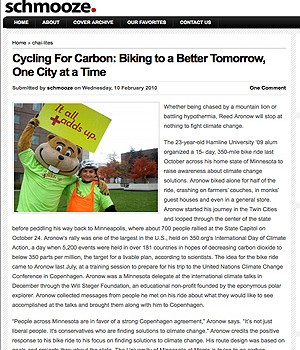 schmooze.
HOME ABOUT COVER ARCHIVE OUR FAVORITES CONTACT US
Home » chai-lites
Cycling For Carbon: Biking to a Better Tomorrow,
One City at a Time
Submitted by schmooze on Wednesday, 10 February 2010
One Comment
It all
adds up.
Whether being chased by a mountain lion or
battling hypothermia, Reed Aronow will stop at
nothing to fight climate change.
The 23-year-old Hamline University '09 alum
organized a 15- day, 350-mile bike ride last
October across his home state of Minnesota to
raise awareness about climate change
solutions. Aronow biked alone for half of the
ride, crashing on farmers' couches, in monks'
guest houses and even in a general store.
Aronow started his journey in the Twin Cities
and looped through the center of the state
before pedding his way back to Minneapolis, where about 700 people rallied at the State Capitol on
October 24. Aronow's rally was one of the largest in the U.S., held on 350.org's International Day of Climate
Action, a day when 5,200 events were held in over 181 countries in hopes of decreasing carbon dioxide to
below 350 parts per million, the target for a livable plan, according to scientists. The idea for the bike ride
came to Aronow last July, at a training session to prepare for his trip to the United Nations Climate Change
Conference in Copenhagen. Aronow was a Minnesota delegate at the international climate talks in
December through the Will Steger Foundation, an educational non-profit founded by the eponymous polar
explorer. Aronow collected messages from people he met on his ride about what they would like to see
accomplished at the talks and brought them along with him to Copenhagen.
"People across Minnesota are in favor of a strong Copenhagen agreement," Aronow says. "It's not just
liberal people. It's conservatives who are finding solutions to climate change." Aronow credits the positive
response to his bike ride to his focus on finding solutions to climate change. His route design was based on